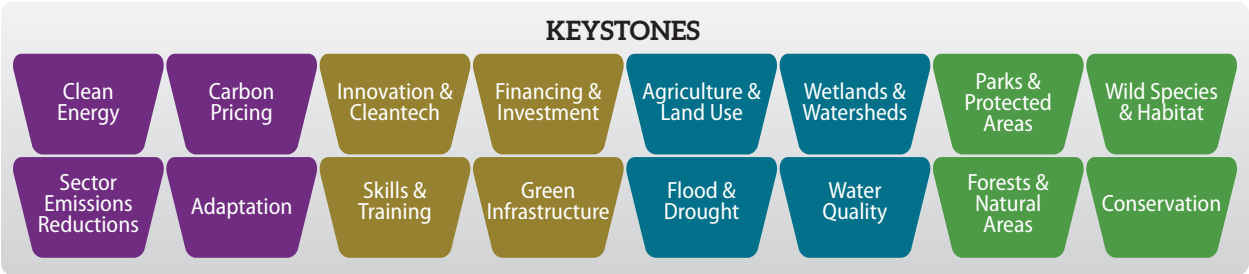 KEYSTONES
Clean
Energy
Carbon
Pricing
Innovation &
Cleantech
Financing &
Investment
Agriculture &
Land Use
Wetlands &
Watersheds
Parks &
Protected
Areas
Wild Species
& Habitat
Sector
Emissions
Reductions
Adaptation
Skills &
Training
Green
Infrastructure
Flood &
Drought
Water
Quality
Forests &
Natural
Areas
Conservation